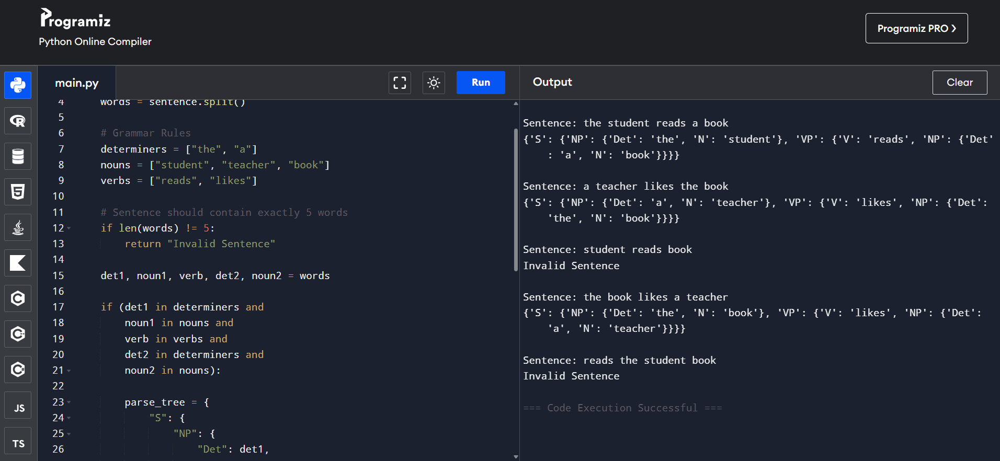 Programiz
Python Online Compiler
Programiz PRO ❯
main.py
Run
Output
Clear
4 words = sentence.split()
5
6 # Grammar Rules
7 determiners = ["the", "a"]
8 nouns = ["student", "teacher", "book"]
9 verbs = ["reads", "likes"]
10
11 # Sentence should contain exactly 5 words
12 if len(words) != 5:
13 return "Invalid Sentence"
14
15 det1, noun1, verb, det2, noun2 = words
16
17 if (det1 in determiners and
18 noun1 in nouns and
19 verb in verbs and
20 det2 in determiners and
21 noun2 in nouns):
22
23 parse_tree = {
24 "S": {
25 "NP": {
26 "Det": det1,
Sentence: the student reads a book
{'S': {'NP': {'Det': 'the', 'N': 'student'}, 'VP': {'V': 'reads', 'NP': {'Det'
: 'a', 'N': 'book'}}}}
Sentence: a teacher likes the book
{'S': {'NP': {'Det': 'a', 'N': 'teacher'}, 'VP': {'V': 'likes', 'NP': {'Det':
'the', 'N': 'book'}}}}
Sentence: student reads book
Invalid Sentence
Sentence: the book likes a teacher
{'S': {'NP': {'Det': 'the', 'N': 'book'}, 'VP': {'V': 'likes', 'NP': {'Det':
'a', 'N': 'teacher'}}}}
Sentence: reads the student book
Invalid Sentence
=== Code Execution Successful ===
R
5
C
C++
C#
JS
TS